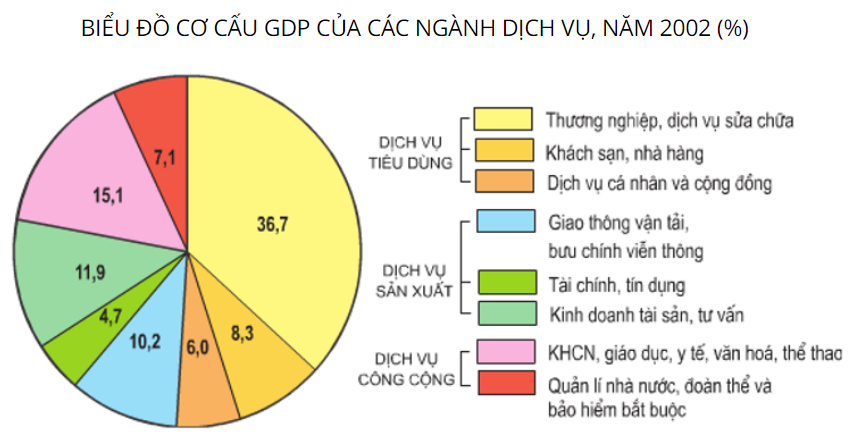 BIỂU ĐỒ CƠ CẤU GDP CỦA CÁC NGÀNH DỊCH VỤ, NĂM 2002 (%)
7,1
15,1
36,7
11,9
4,7
10,2
6,0
8,3
DỊCH VỤ
TIÊU DÙNG
Thương nghiệp, dịch vụ sửa chữa
Khách sạn, nhà hàng
Dịch vụ cá nhân và cộng đồng
DỊCH VỤ
SẢN XUẤT
Giao thông vận tải,
bưu chính viễn thông
Tài chính, tín dụng
Kinh doanh tài sản, tư vấn
DỊCH VỤ
CÔNG CỘNG
KHCN, giáo dục, y tế, văn hoá, thể thao
Quản lí nhà nước, đoàn thể và
bảo hiểm bắt buộc